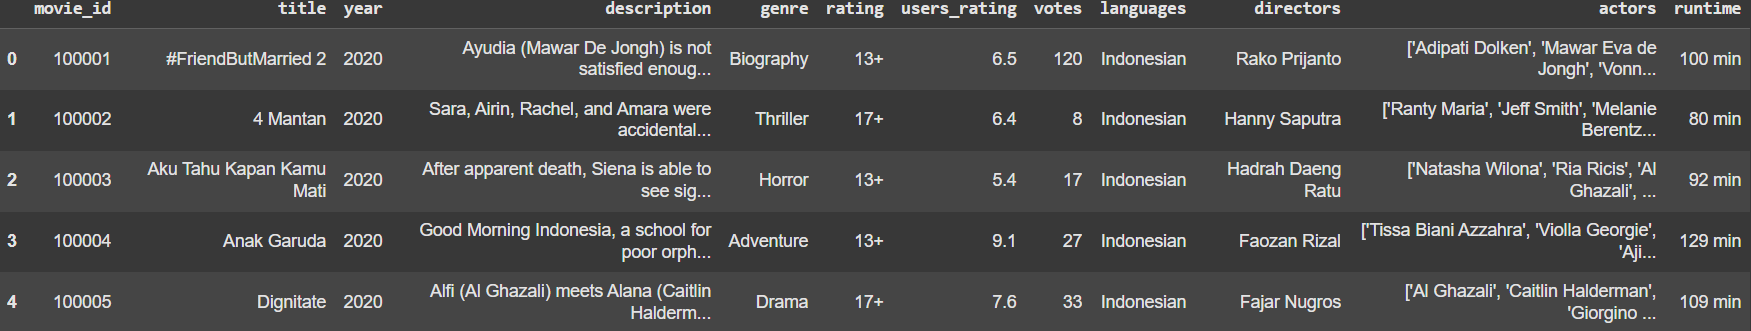 movie_id title year description genre rating users_rating votes languages directors actors runtime
0 100001 #FriendButMarried 2 2020 Ayudia (Mawar De Jongh) is not satisfied enoug... Biography 13+ 6.5 120 Indonesian Rako Prijanto ['Adipati Dolken', 'Mawar Eva de Jongh', 'Vonn... 100 min
1 100002 4 Mantan 2020 Sara, Airin, Rachel, and Amara were accidental... Thriller 17+ 6.4 8 Indonesian Hanny Saputra ['Ranty Maria', 'Jeff Smith', 'Melanie Berentz... 80 min
2 100003 Aku Tahu Kapan Kamu Mati 2020 After apparent death, Siena is able to see sig... Horror 13+ 5.4 17 Indonesian Hadrah Daeng Ratu ['Natasha Wilona', 'Ria Ricis', 'Al Ghazali', ... 92 min
3 100004 Anak Garuda 2020 Good Morning Indonesia, a school for poor orph... Adventure 13+ 9.1 27 Indonesian Faozan Rizal ['Tissa Biani Azzahra', 'Violla Georgie', 'Aji... 129 min
4 100005 Dignitate 2020 Alfi (Al Ghazali) meets Alana (Caitlin Halderm... Drama 17+ 7.6 33 Indonesian Fajar Nugros ['Al Ghazali', 'Caitlin Halderman', 'Giorgino ... 109 min